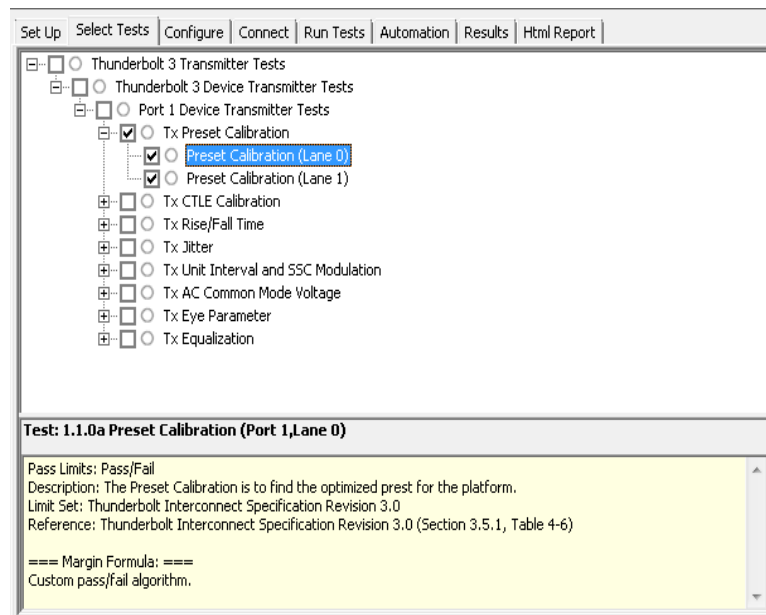 Set Up Select Tests Configure Connect Run Tests Automation Results Html Report
Thunderbolt 3 Transmitter Tests
Thunderbolt 3 Device Transmitter Tests
Port 1 Device Transmitter Tests
Tx Preset Calibration
Preset Calibration (Lane 0)
Preset Calibration (Lane 1)
Tx CTLE Calibration
Tx Rise/Fall Time
Tx Jitter
Tx Unit Interval and SSC Modulation
Tx AC Common Mode Voltage
Tx Eye Parameter
Tx Equalization
Test: 1.1.0a Preset Calibration (Port 1,Lane 0)
Pass Limits: Pass/Fail
Description: The Preset Calibration is to find the optimized prest for the platform.
Limit Set: Thunderbolt Interconnect Specification Revision 3.0
Reference: Thunderbolt Interconnect Specification Revision 3.0 (Section 3.5.1, Table 4-6)
=== Margin Formula: ===
Custom pass/fail algorithm.